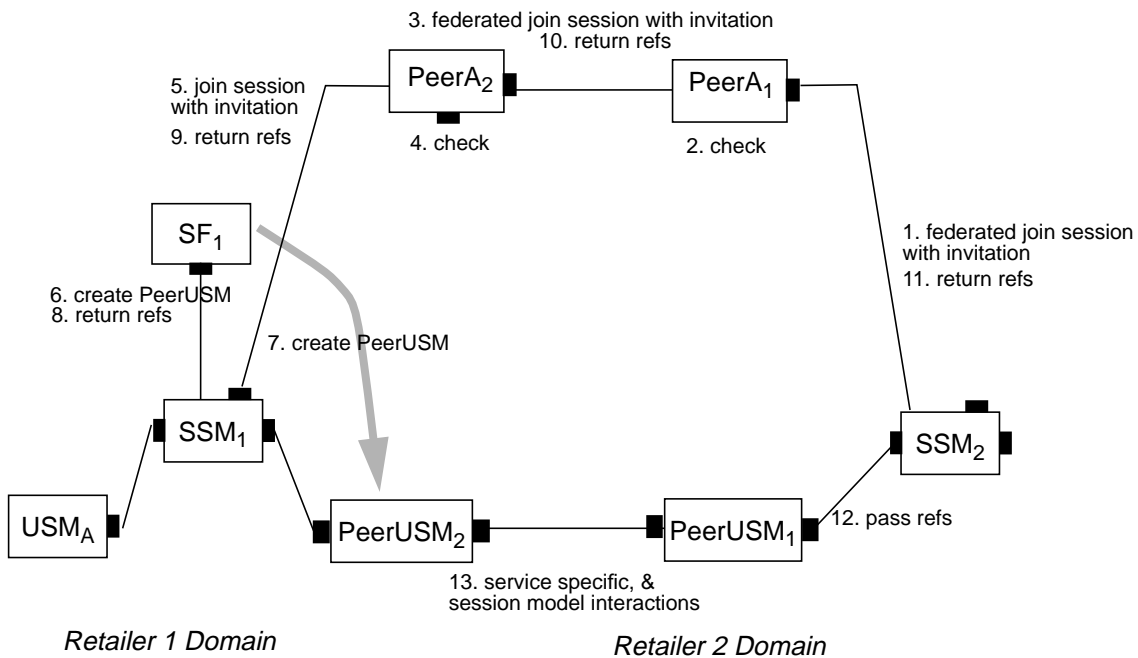 3. federated join session with invitation
10. return refs
PeerA2
PeerA1
5. join session
with invitation
9. return refs
4. check
2. check
SF1
1. federated join session
with invitation
11. return refs
6. create PeerUSM
8. return refs
7. create PeerUSM
SSM1
SSM2
USMA
PeerUSM2
PeerUSM1
12. pass refs
13. service specific, &
session model interactions
Retailer 1 Domain
Retailer 2 Domain